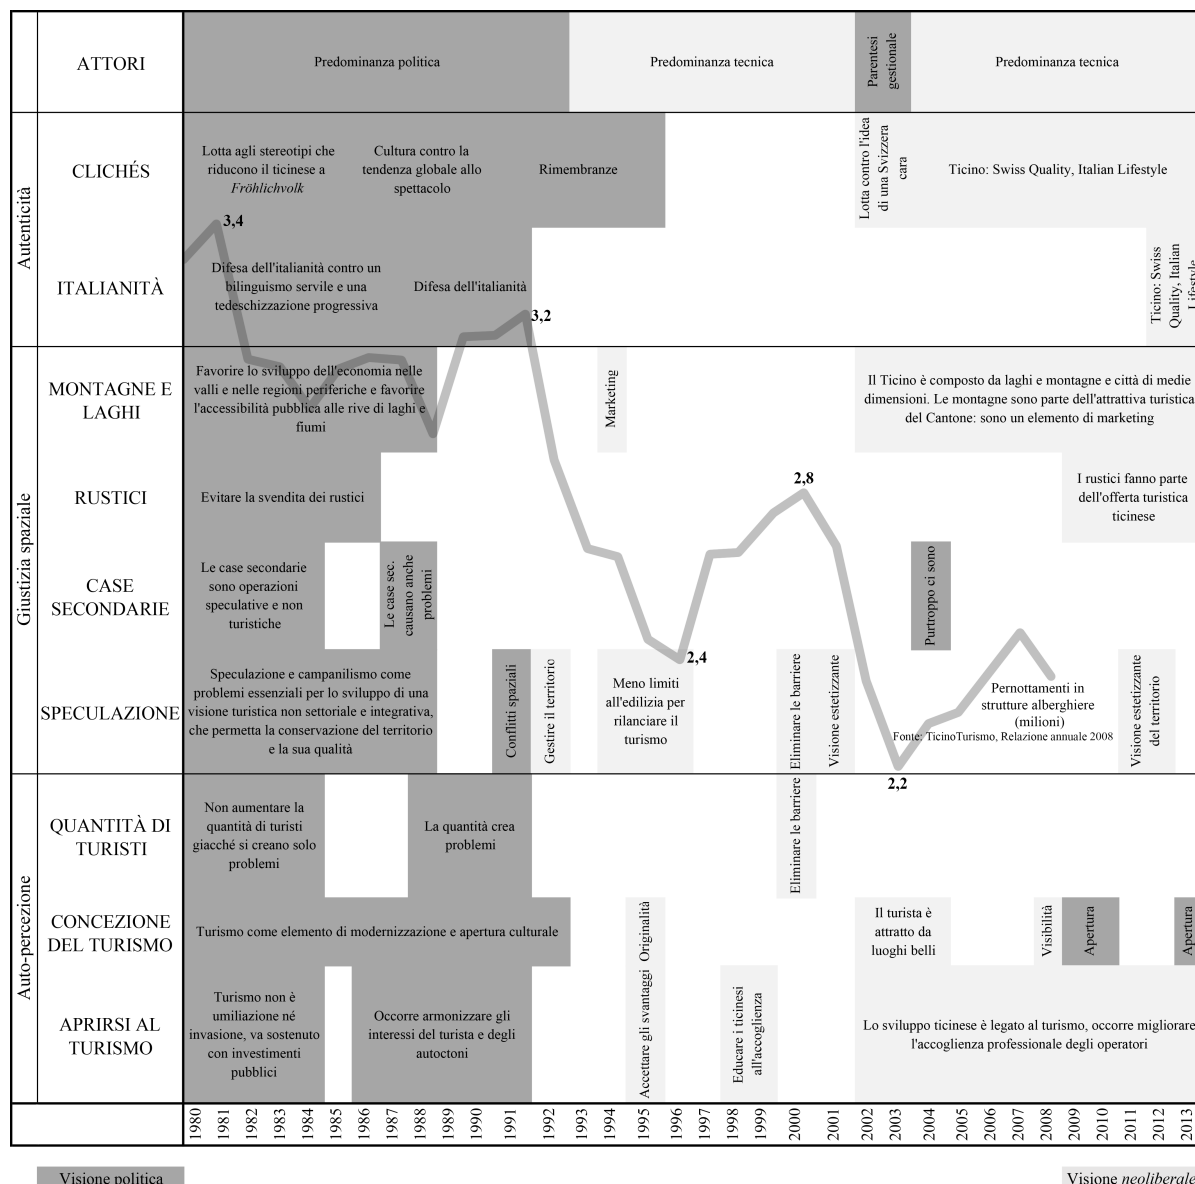 ATTORI
Predominanza politica
Predominanza tecnica
Parentesi
gestionale
Predominanza tecnica
Autenticità
CLICHÉS
Lotta agli stereotipi che
riducono il ticinese a
Fröhlichvolk
Cultura contro la
tendenza globale allo
spettacolo
Rimembranze
Lotta contro l'idea
di una Svizzera
cara
Ticino: Swiss Quality, Italian Lifestyle
3,4
ITALIANITÀ
Difesa dell'italianità contro un
bilinguismo servile e una
tedeschizzazione progressiva
Difesa dell'italianità
3,2
Ticino: Swiss
Quality, Italian
Lifestyle
Giustizia spaziale
MONTAGNE E
LAGHI
Favorire lo sviluppo dell'economia nelle
valli e nelle regioni periferiche e favorire
l'accessibilità pubblica alle rive di laghi e
fiumi
Marketing
Il Ticino è composto da laghi e montagne e città di medie
dimensioni. Le montagne sono parte dell'attrattiva turistica
del Cantone: sono un elemento di marketing
RUSTICI
Evitare la svendita dei rustici
2,8
I rustici fanno parte
dell'offerta turistica
ticinese
CASE
SECONDARIE
Le case secondarie
sono operazioni
speculative e non
turistiche
Le case sec.
causano anche
problemi
Purtroppo ci sono
2,4
SPECULAZIONE
Speculazione e campanilismo come
problemi essenziali per lo sviluppo di una
visione turistica non settoriale e integrativa,
che permetta la conservazione del territorio
e la sua qualità
Conflitti spaziali
Gestire il territorio
Meno limiti
all'edilizia per
rilanciare il
turismo
Eliminare le barriere
Visione estetizzante
Pernottamenti in
strutture alberghiere
(milioni)
Fonte: TicinoTurismo, Relazione annuale 2008
Visione estetizzante
del territorio
2,2
Auto-percezione
QUANTITÀ DI
TURISTI
Non aumentare la
quantità di turisti
giacché si creano solo
problemi
La quantità crea
problemi
Eliminare le barriere
CONCEZIONE
DEL TURISMO
Turismo come elemento di modernizzazione e apertura culturale
Originalità
Il turista è
attratto da
luoghi belli
Visibilità
Apertura
Apertura
APRIRSI AL
TURISMO
Turismo non è
umiliazione né
invasione, va sostenuto
con investimenti
pubblici
Occorre armonizzare gli
interessi del turista e degli
autoctoni
Accettare gli svantaggi
Educare i ticinesi
all'accoglienza
Lo sviluppo ticinese è legato al turismo, occorre migliorare
l'accoglienza professionale degli operatori
1980
1981
1982
1983
1984
1985
1986
1987
1988
1989
1990
1991
1992
1993
1994
1995
1996
1997
1998
1999
2000
2001
2002
2003
2004
2005
2006
2007
2008
2009
2010
2011
2012
2013
Visione politica
Visione neoliberale